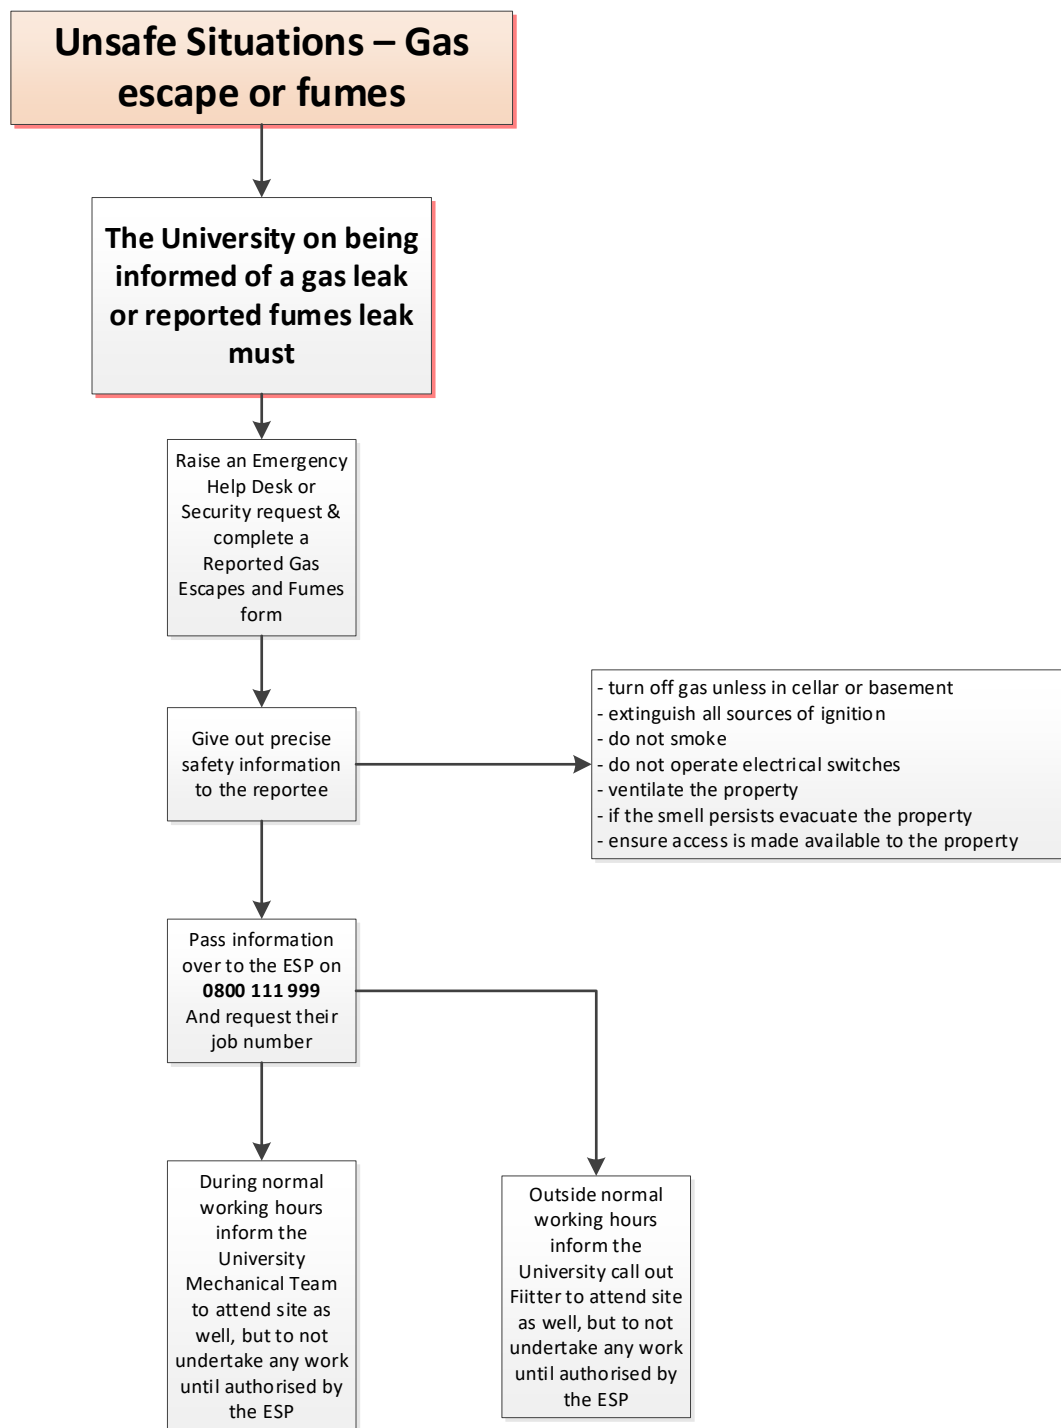 Unsafe Situations – Gas
escape or fumes
The University on being
informed of a gas leak
or reported fumes leak
must
Raise an Emergency
Help Desk or
Security request &
complete a
Reported Gas
Escapes and Fumes
form
Give out precise
safety information
to the reportee
- turn off gas unless in cellar or basement
- extinguish all sources of ignition
- do not smoke
- do not operate electrical switches
- ventilate the property
- if the smell persists evacuate the property
- ensure access is made available to the property
Pass information
over to the ESP on
0800 111 999
And request their
job number
During normal
working hours
inform the
University
Mechanical Team
to attend site as
well, but to not
undertake any work
until authorised by
the ESP
Outside normal
working hours
inform the
University call out
Fiitter to attend site
as well, but to not
undertake any work
until authorised by
the ESP